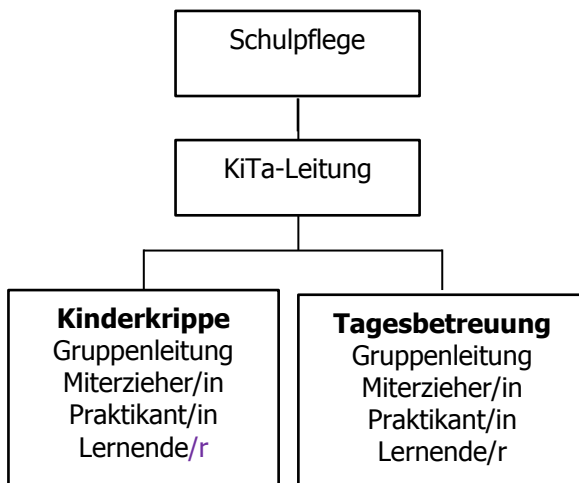 Schulpflege
KiTa-Leitung
Kinderkrippe
Gruppenleitung
Miterzieher/in
Praktikant/in
Lernende/r
Tagesbetreuung
Gruppenleitung
Miterzieher/in
Praktikant/in
Lernende/r